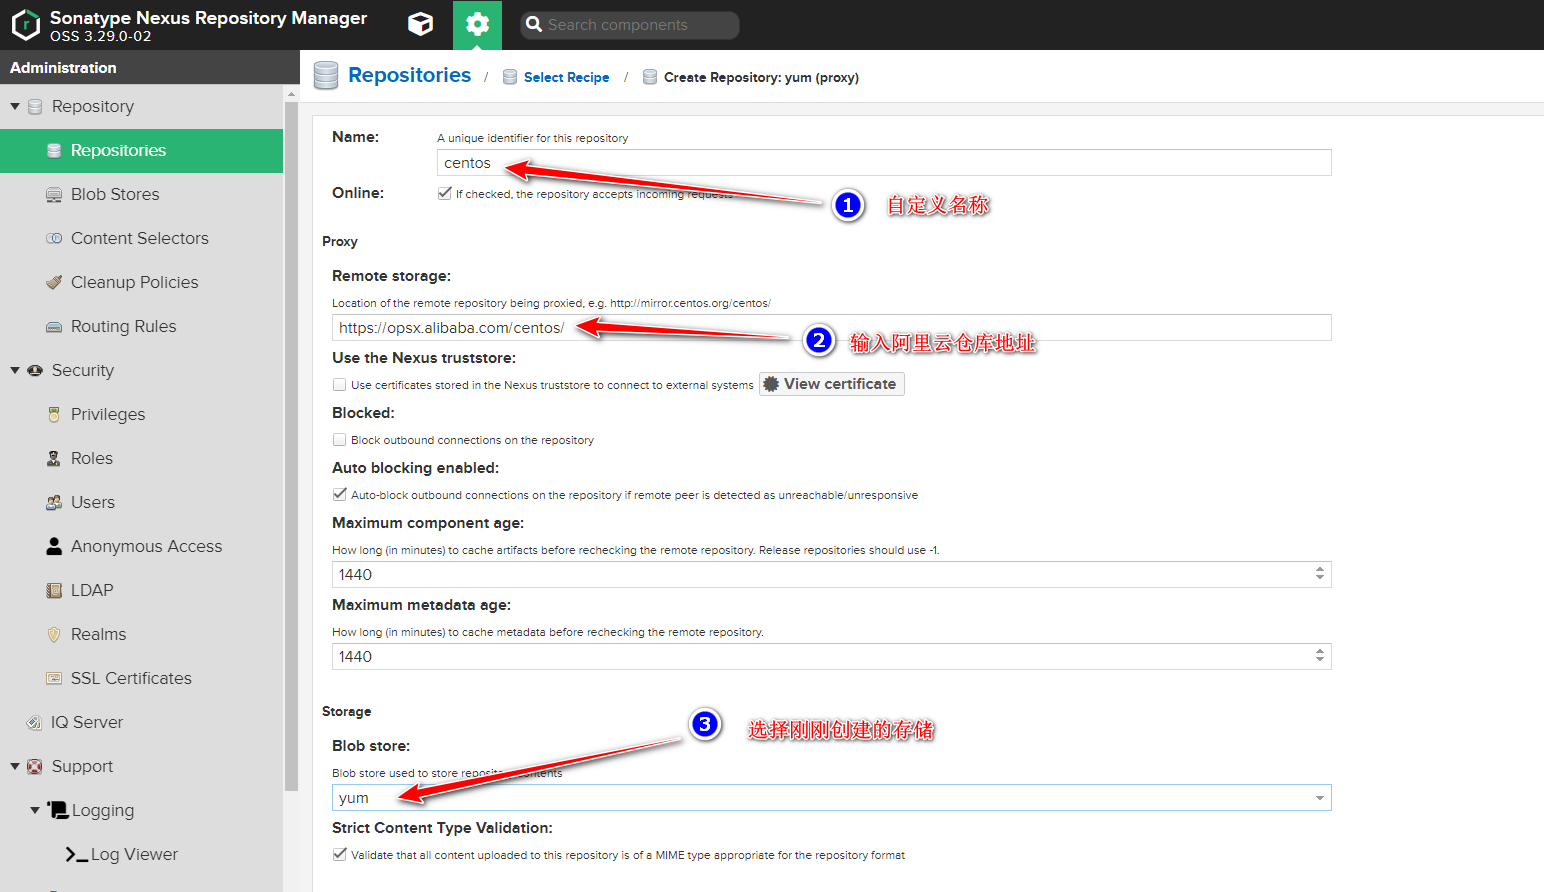 Sonatype Nexus Repository Manager
OSS 3.29.0-02
Search components
Administration
Repositories / Select Recipe / Create Repository: yum (proxy)
Repository
Repositories
Blob Stores
Content Selectors
Cleanup Policies
Routing Rules
Security
Privileges
Roles
Users
Anonymous Access
LDAP
Realms
SSL Certificates
IQ Server
Support
Logging
Log Viewer
Name:
A unique identifier for this repository
centos
Online:
If checked, the repository accepts incoming requests
1 自定义名称
Proxy
Remote storage:
Location of the remote repository being proxied, e.g. http://mirror.centos.org/centos/
https://opsx.alibaba.com/centos/
2 输入阿里云仓库地址
Use the Nexus truststore:
Use certificates stored in the Nexus truststore to connect to external systems
View certificate
Blocked:
Block outbound connections on the repository
Auto blocking enabled:
Auto-block outbound connections on the repository if remote peer is detected as unreachable/unresponsive
Maximum component age:
How long (in minutes) to cache artifacts before rechecking the remote repository. Release repositories should use -1.
1440
Maximum metadata age:
How long (in minutes) to cache metadata before rechecking the remote repository.
1440
Storage
3 选择刚刚创建的存储
Blob store:
Blob store used to store repository contents
yum
Strict Content Type Validation:
Validate that all content uploaded to this repository is of a MIME type appropriate for the repository format